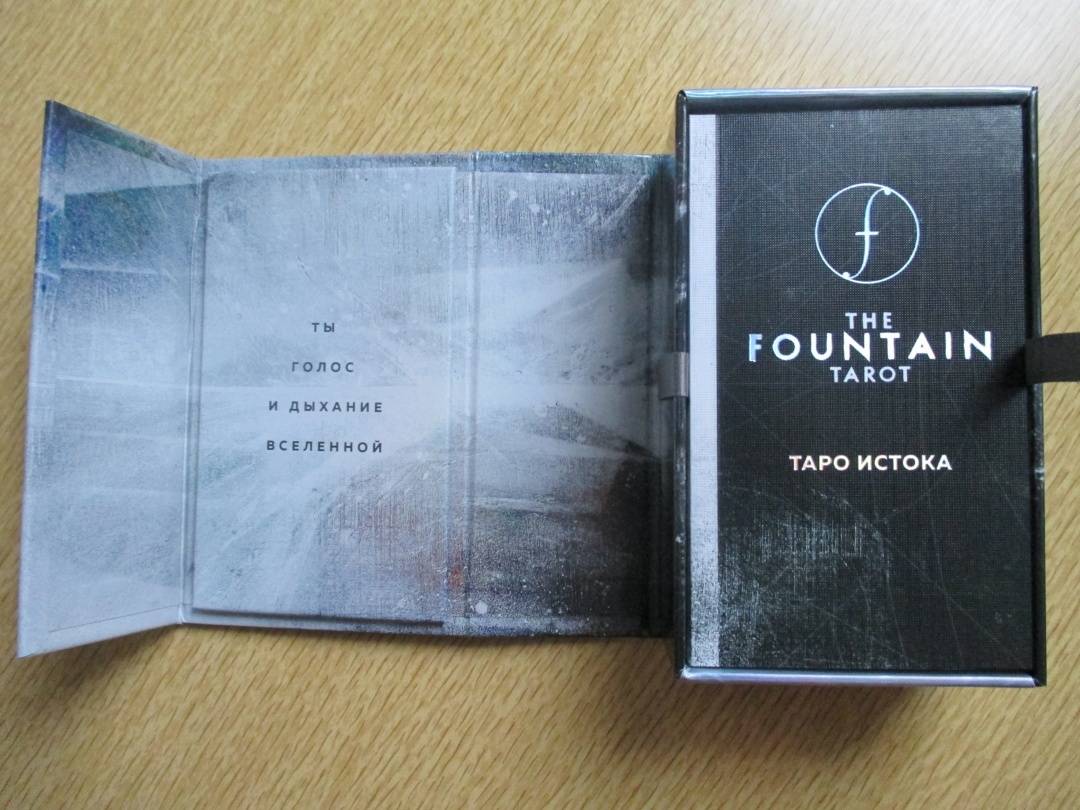 ТЫ
ГОЛОС
И ДЫХАНИЕ
ВСЕЛЕННОЙ
f
THE
FOUNTAIN
TAROT
ТАРО ИСТОКА